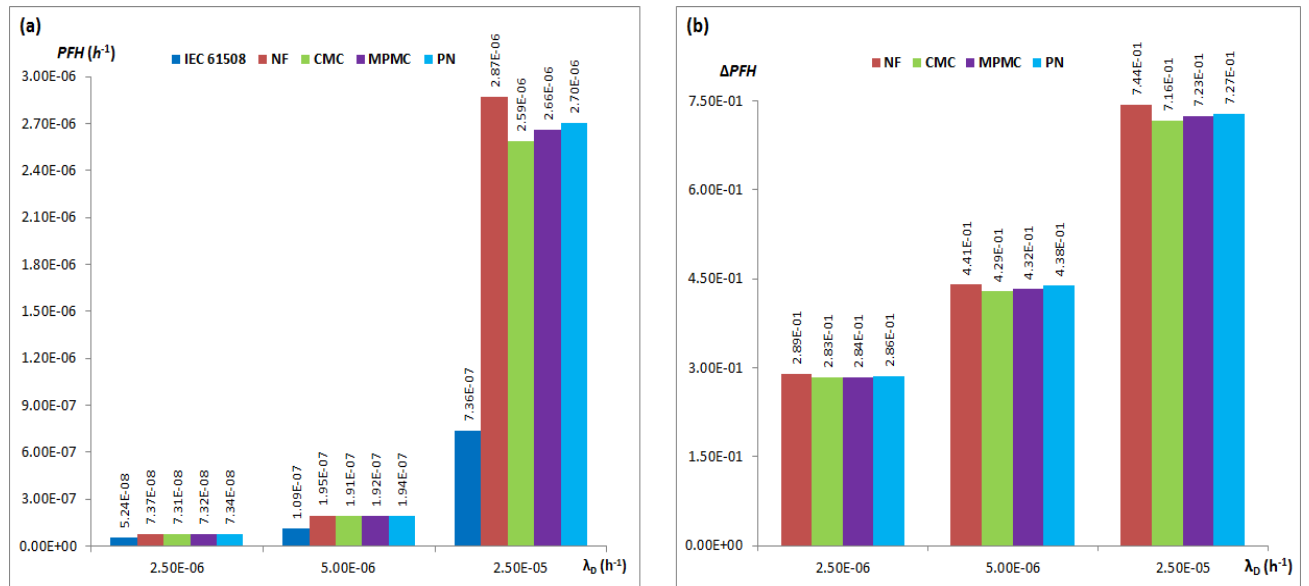 (a)
PFH (h⁻¹)
IEC 61508 NF CMC MPMC PN
3.00E-06
2.70E-06
2.40E-06
2.10E-06
1.80E-06
1.50E-06
1.20E-06
9.00E-07
6.00E-07
3.00E-07
0.00E+00
5.24E-08
7.37E-08
7.31E-08
7.32E-08
7.34E-08
1.09E-07
1.95E-07
1.91E-07
1.92E-07
1.94E-07
7.36E-07
2.87E-06
2.59E-06
2.66E-06
2.70E-06
2.50E-06 5.00E-06 2.50E-05 λD (h⁻¹)
(b)
ΔPFH
NF CMC MPMC PN
7.50E-01
6.00E-01
4.50E-01
3.00E-01
1.50E-01
0.00E+00
2.89E-01
2.83E-01
2.84E-01
2.86E-01
4.41E-01
4.29E-01
4.32E-01
4.38E-01
7.44E-01
7.16E-01
7.23E-01
7.27E-01
2.50E-06 5.00E-06 2.50E-05 λD (h⁻¹)